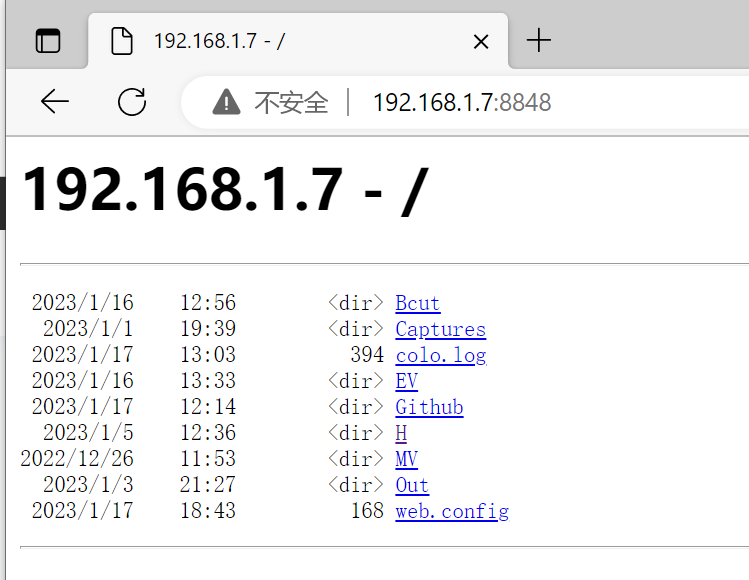 192.168.1.7 - /
不安全 192.168.1.7:8848
192.168.1.7 - /
2023/1/16 12:56 <dir> Bcut
2023/1/1 19:39 <dir> Captures
2023/1/17 13:03 394 colo.log
2023/1/16 13:33 <dir> EV
2023/1/17 12:14 <dir> Github
2023/1/5 12:36 <dir> H
2022/12/26 11:53 <dir> MV
2023/1/3 21:27 <dir> Out
2023/1/17 18:43 168 web.config